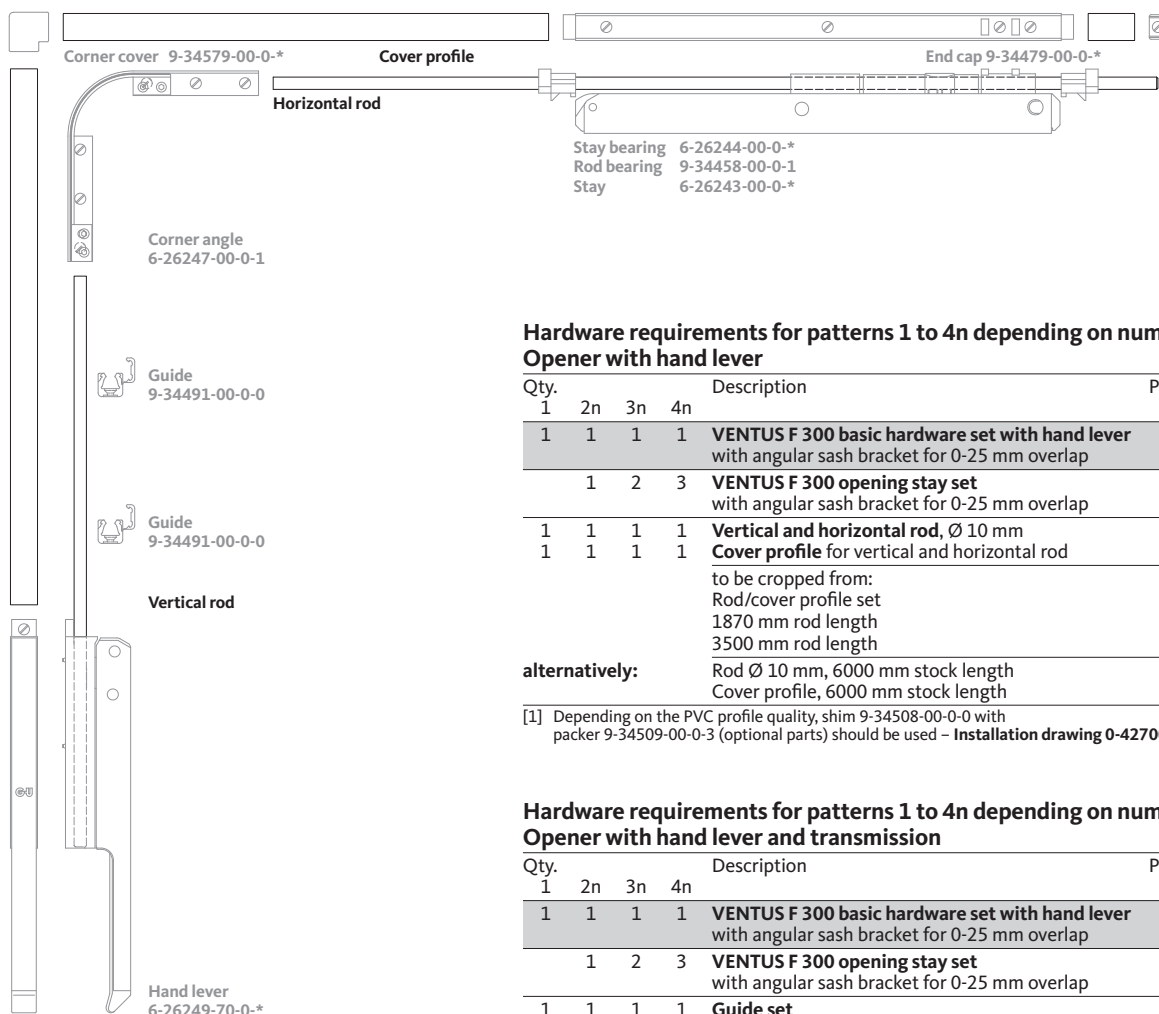 Corner cover 9-34579-00-0-*
Cover profile
End cap 9-34479-00-0-*
Horizontal rod
Stay bearing 6-26244-00-0-*
Rod bearing 9-34458-00-0-1
Stay 6-26243-00-0-*
Corner angle
6-26247-00-0-1
Guide
9-34491-00-0-0
Guide
9-34491-00-0-0
Vertical rod
G-U
Hand lever
6-26249-70-0-*
Hardware requirements for patterns 1 to 4n depending on num
Opener with hand lever
Qty. Description P
1 2n 3n 4n
1 1 1 1 VENTUS F 300 basic hardware set with hand lever
with angular sash bracket for 0-25 mm overlap
1 2 3 VENTUS F 300 opening stay set
with angular sash bracket for 0-25 mm overlap
1 1 1 1 Vertical and horizontal rod, Ø 10 mm
1 1 1 1 Cover profile for vertical and horizontal rod
to be cropped from:
Rod/cover profile set
1870 mm rod length
3500 mm rod length
alternatively: Rod Ø 10 mm, 6000 mm stock length
Cover profile, 6000 mm stock length
[1] Depending on the PVC profile quality, shim 9-34508-00-0-0 with
packer 9-34509-00-0-3 (optional parts) should be used – Installation drawing 0-4270
Hardware requirements for patterns 1 to 4n depending on num
Opener with hand lever and transmission
Qty. Description P
1 2n 3n 4n
1 1 1 1 VENTUS F 300 basic hardware set with hand lever
with angular sash bracket for 0-25 mm overlap
1 2 3 VENTUS F 300 opening stay set
with angular sash bracket for 0-25 mm overlap
1 1 1 1 Guide set